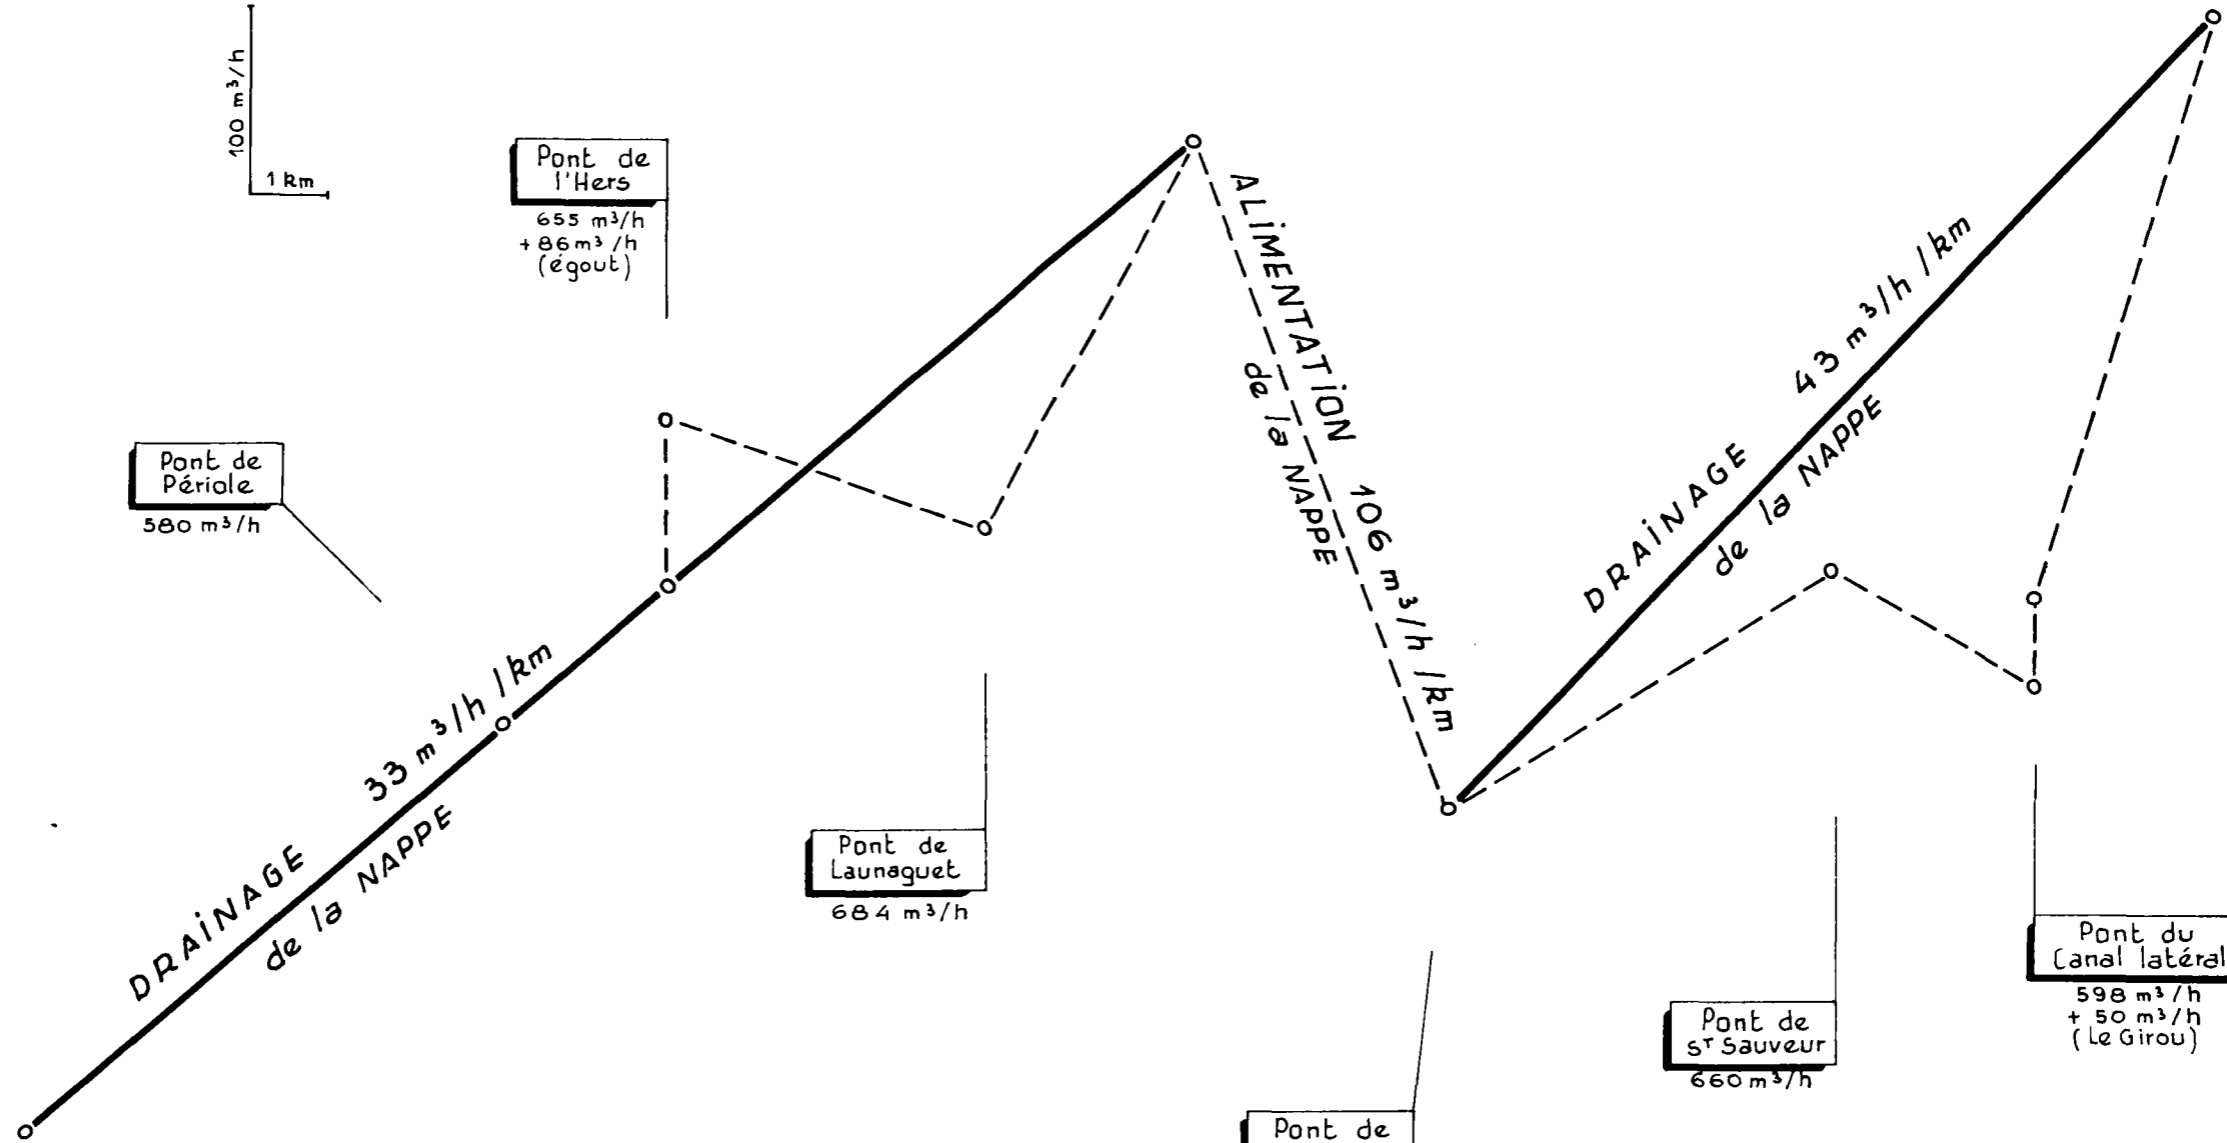 100 m³/h
1 km
Pont de
l'Hers
655 m³/h
+ 86 m³/h
(égout)
Pont de
Périole
580 m³/h
DRAINAGE 33 m³/h/km
de la NAPPE
Pont de
Launaguet
684 m³/h
ALIMENTATION 106 m³/h/km
de la NAPPE
DRAINAGE 43 m³/h/km
de la NAPPE
Pont de
Pont de
Sᵀ Sauveur
660 m³/h
Pont du
Canal latéral
598 m³/h
+ 50 m³/h
(Le Girou)